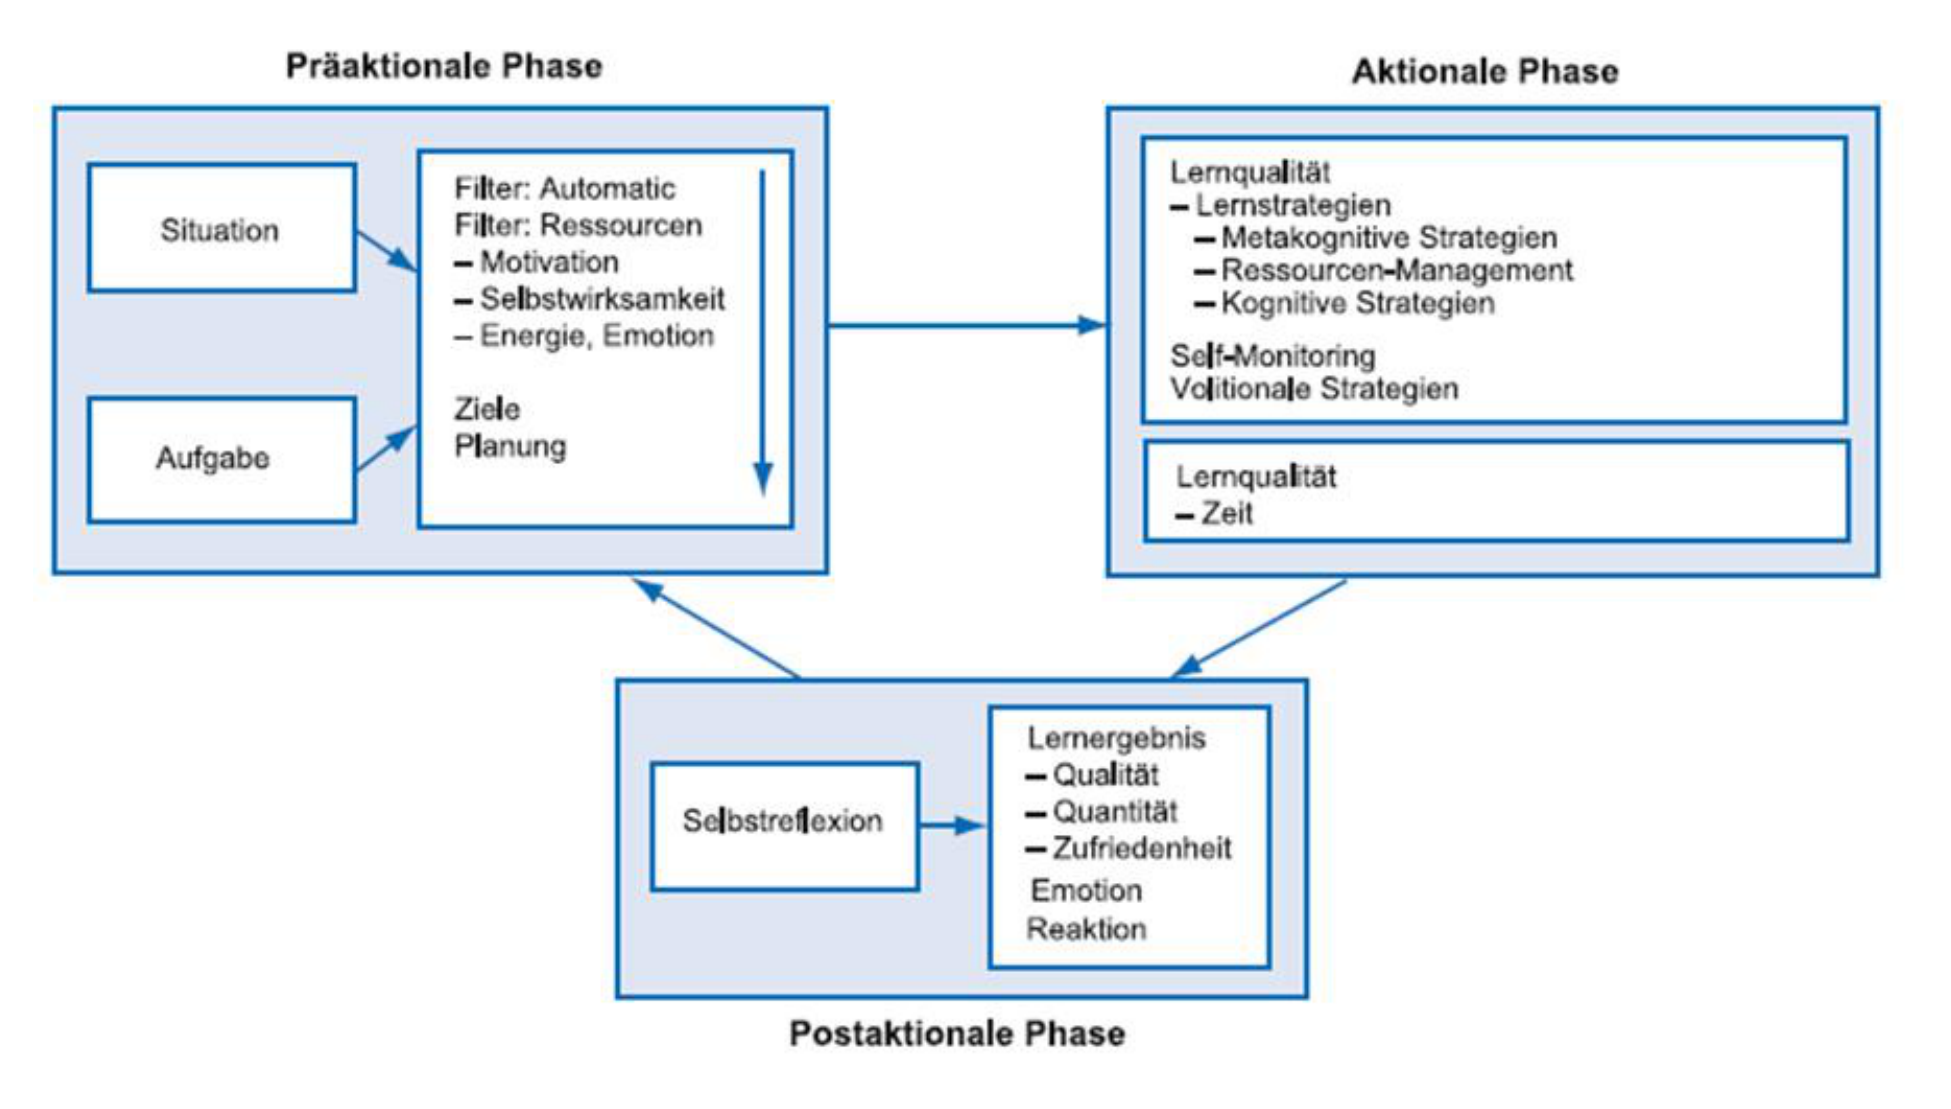 Präaktionale Phase
Situation
Aufgabe
Filter: Automatic
Filter: Ressourcen
– Motivation
– Selbstwirksamkeit
– Energie, Emotion
Ziele
Planung
Aktionale Phase
Lernqualität
– Lernstrategien
– Metakognitive Strategien
– Ressourcen-Management
– Kognitive Strategien
Self-Monitoring
Volitionale Strategien
Lernqualität
– Zeit
Selbstreflexion
Lernergebnis
– Qualität
– Quantität
– Zufriedenheit
Emotion
Reaktion
Postaktionale Phase